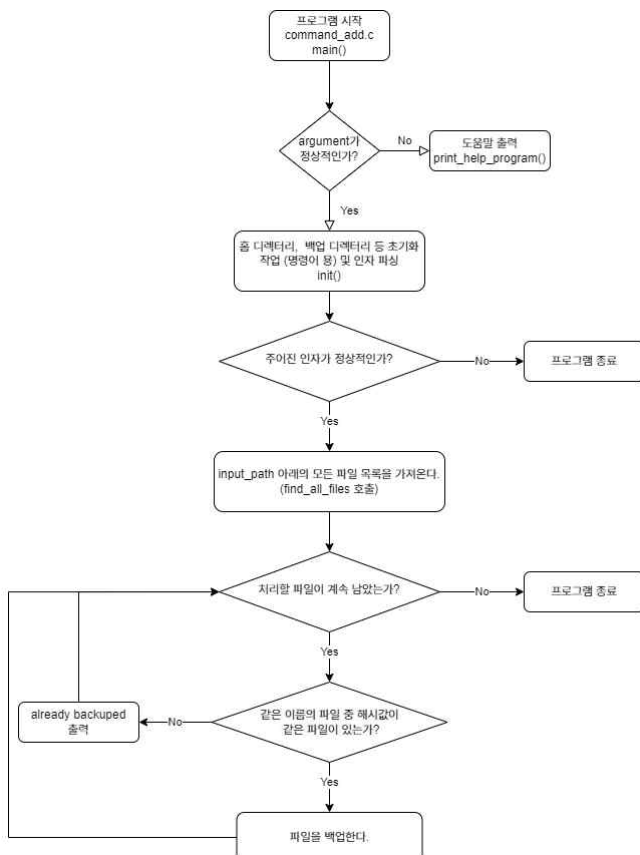 프로그램 시작
command_add.c
main()
argument가
정상적인가?
No
도움말 출력
print_help_program()
Yes
홈 디렉터리, 백업 디렉터리 등 초기화
작업 (명령어 용) 및 인자 파싱
init()
주어진 인자가 정상적인가?
No
프로그램 종료
Yes
input_path 아래의 모든 파일 목록을 가져온다.
(find_all_files 호출)
처리할 파일이 계속 남았는가?
No
프로그램 종료
Yes
already backuped
출력
No
같은 이름의 파일 중 해시값이
같은 파일이 있는가?
Yes
파일을 백업한다.